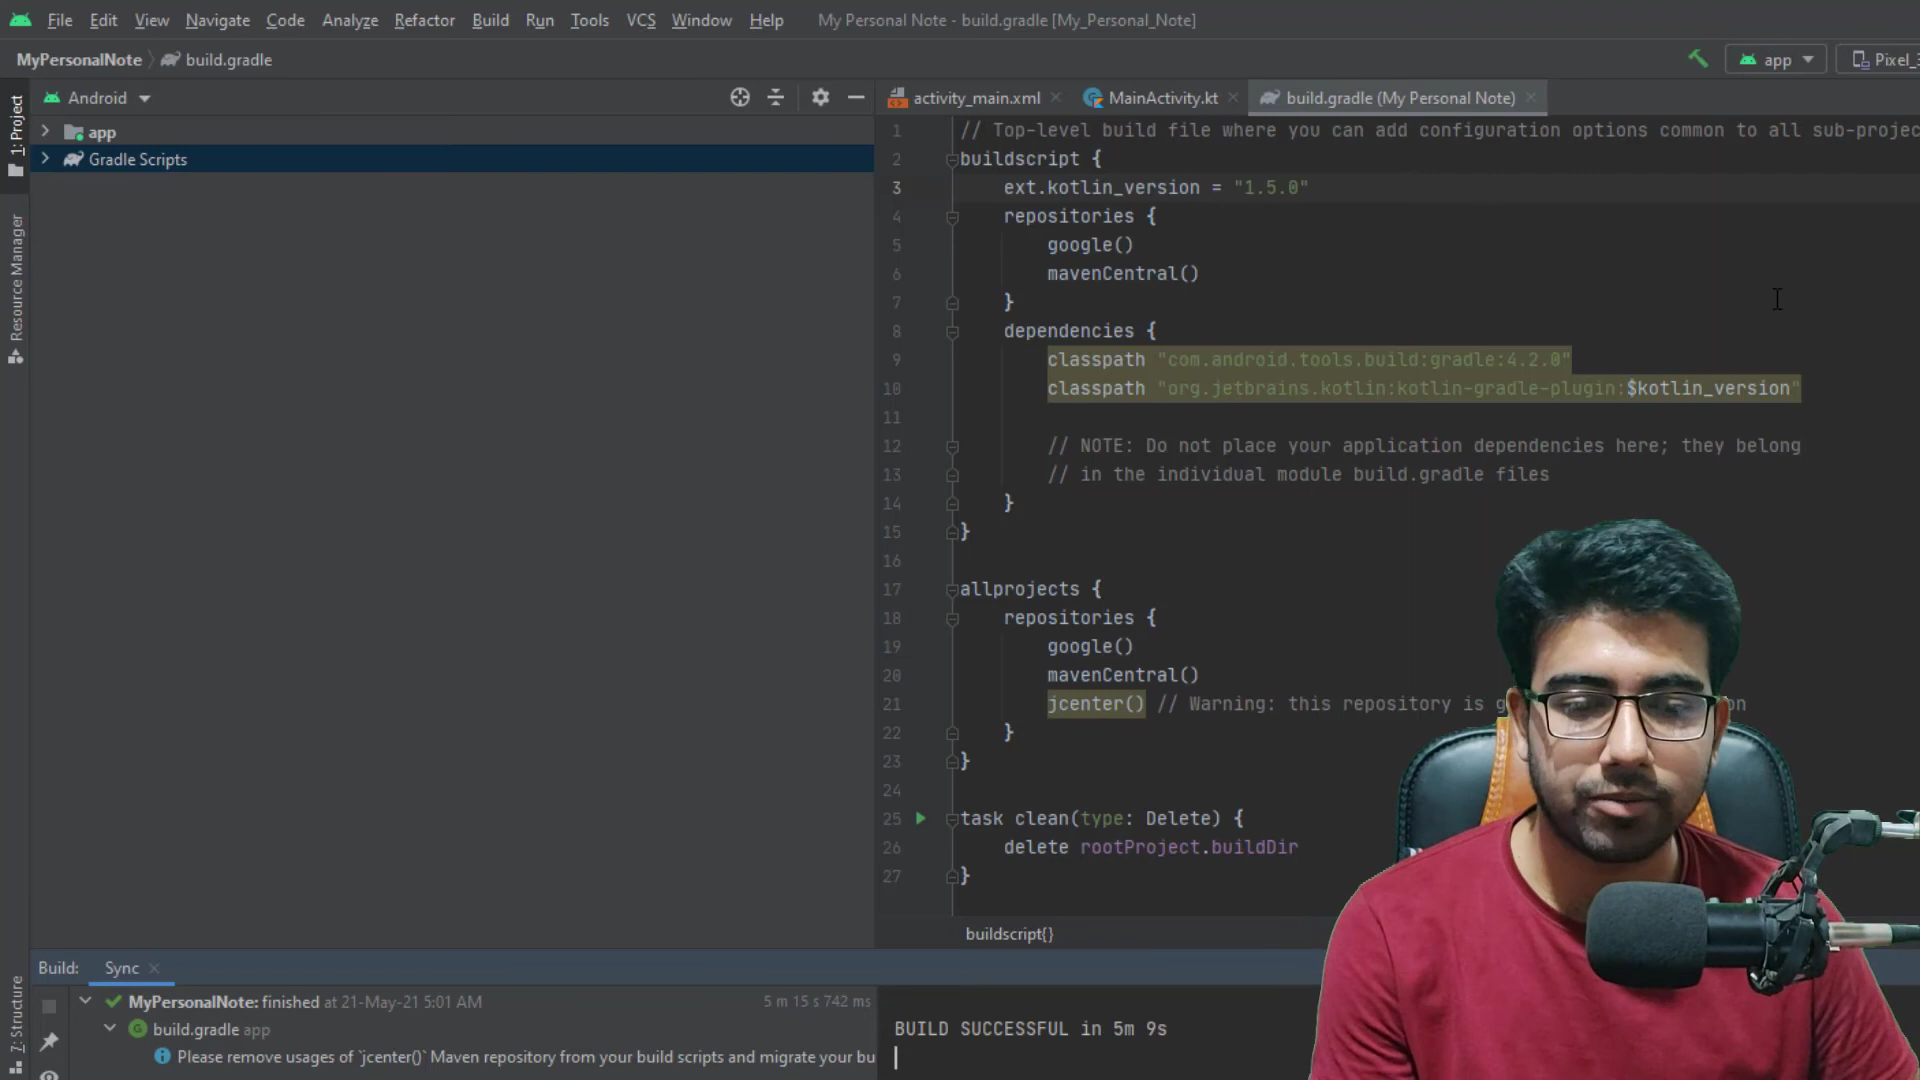 File Edit View Navigate Code Analyze Refactor Build Run Tools VCS Window Help My Personal Note - build.gradle [My_Personal_Note]
MyPersonalNote build.gradle app Pixel_3
1: Project
Resource Manager
7: Structure
Android
app
Gradle Scripts
activity_main.xml MainActivity.kt build.gradle (My Personal Note)
1 // Top-level build file where you can add configuration options common to all sub-projec
2 buildscript {
3 ext.kotlin_version = "1.5.0"
4 repositories {
5 google()
6 mavenCentral()
7 }
8 dependencies {
9 classpath "com.android.tools.build:gradle:4.2.0"
10 classpath "org.jetbrains.kotlin:kotlin-gradle-plugin:$kotlin_version"
11
12 // NOTE: Do not place your application dependencies here; they belong
13 // in the individual module build.gradle files
14 }
15 }
16
17 allprojects {
18 repositories {
19 google()
20 mavenCentral()
21 jcenter() // Warning: this repository is g on
22 }
23 }
24
25 task clean(type: Delete) {
26 delete rootProject.buildDir
27 }
buildscript{}
Build: Sync
MyPersonalNote: finished at 21-May-21 5:01 AM 5 m 15 s 742 ms
build.gradle app
Please remove usages of `jcenter()` Maven repository from your build scripts and migrate your bu
BUILD SUCCESSFUL in 5m 9s